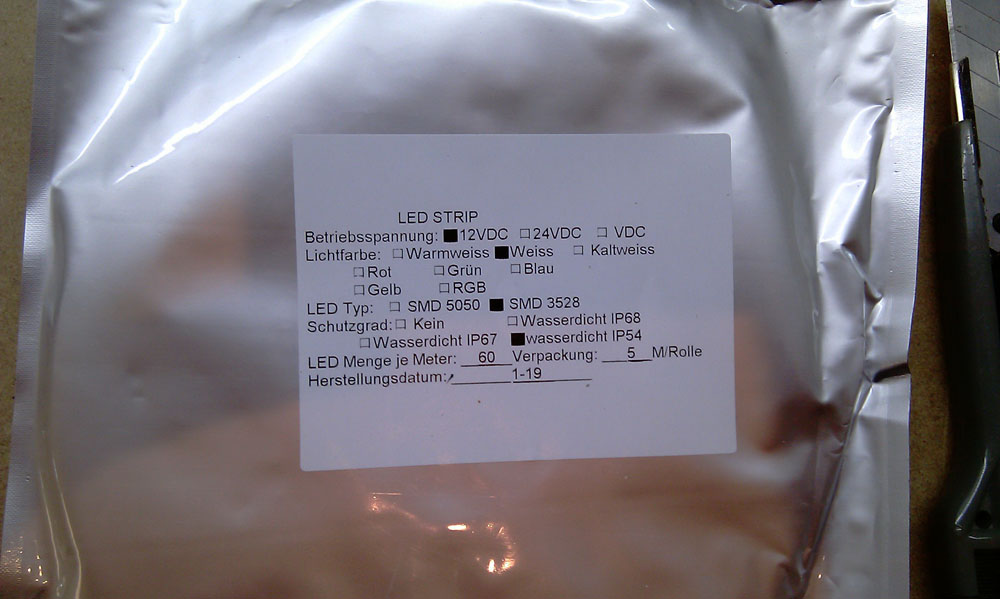 LED STRIP
Betriebsspannung: ■12VDC □24VDC □ VDC
Lichtfarbe: □Warmweiss ■Weiss □ Kaltweiss
□Rot □Grün □Blau
□Gelb □RGB
LED Typ: □ SMD 5050 ■ SMD 3528
Schutzgrad: □ Kein □Wasserdicht IP68
□Wasserdicht IP67 ■wasserdicht IP54
LED Menge je Meter: 60 Verpackung: 5 M/Rolle
Herstellungsdatum: 1-19